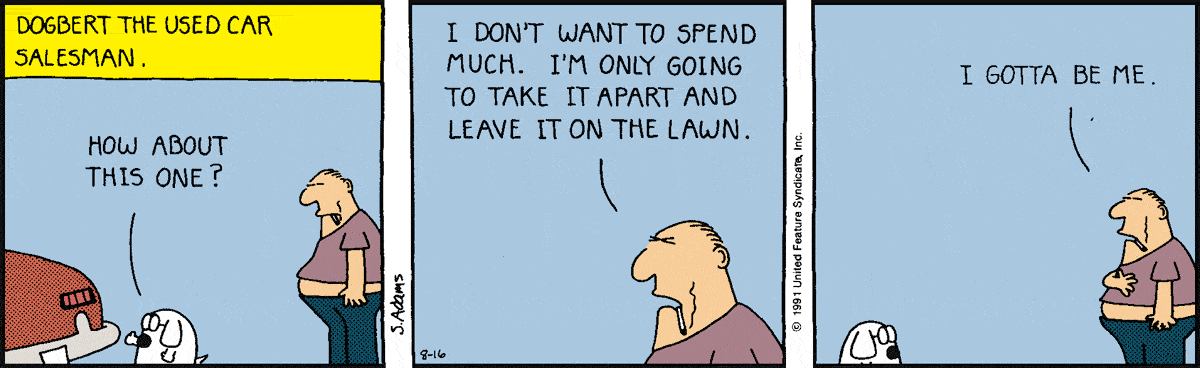 DOGBERT THE USED CAR
SALESMAN.
HOW ABOUT
THIS ONE?
S.Adams
I DON'T WANT TO SPEND
MUCH. I'M ONLY GOING
TO TAKE IT APART AND
LEAVE IT ON THE LAWN.
8-16
© 1991 United Feature Syndicate, Inc.
I GOTTA BE ME.